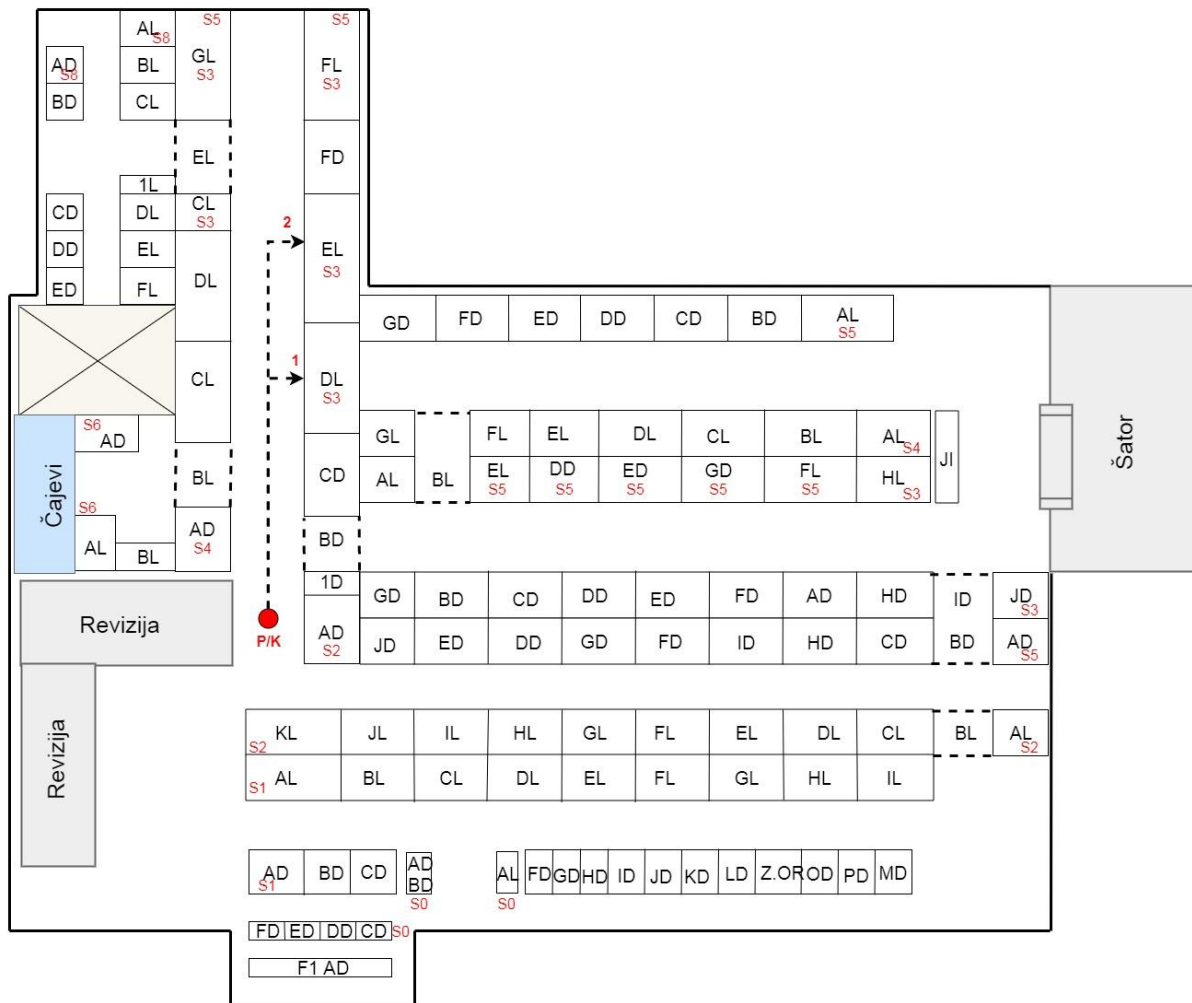 AL
S8
S5
S5
AD
S8
BL
GL
S3
FL
S3
BD
CL
EL
FD
1L
CD
DL
CL
S3
2
DD
EL
DL
EL
S3
ED
FL
GD
FD
ED
DD
CD
BD
AL
S5
1
CL
DL
S3
S6
AD
GL
FL
EL
DL
CL
BL
AL
S4
BL
CD
AL
BL
EL
S5
DD
S5
ED
S5
GD
S5
FL
S5
HL
S3
JI
Šator
Čajevi
S6
AL
BL
AD
S4
BD
1D
GD
BD
CD
DD
ED
FD
AD
HD
ID
JD
S3
Revizija
P/K
AD
S2
JD
ED
DD
GD
FD
ID
HD
CD
BD
AD
S5
Revizija
S2
KL
JL
IL
HL
GL
FL
EL
DL
CL
BL
AL
S2
S1
AL
BL
CL
DL
EL
FL
GL
HL
IL
AD
S1
BD
CD
AD
BD
S0
AL
S0
FD
GD
HD
ID
JD
KD
LD
Z.OR
OD
PD
MD
FD
ED
DD
CD
S0
F1 AD